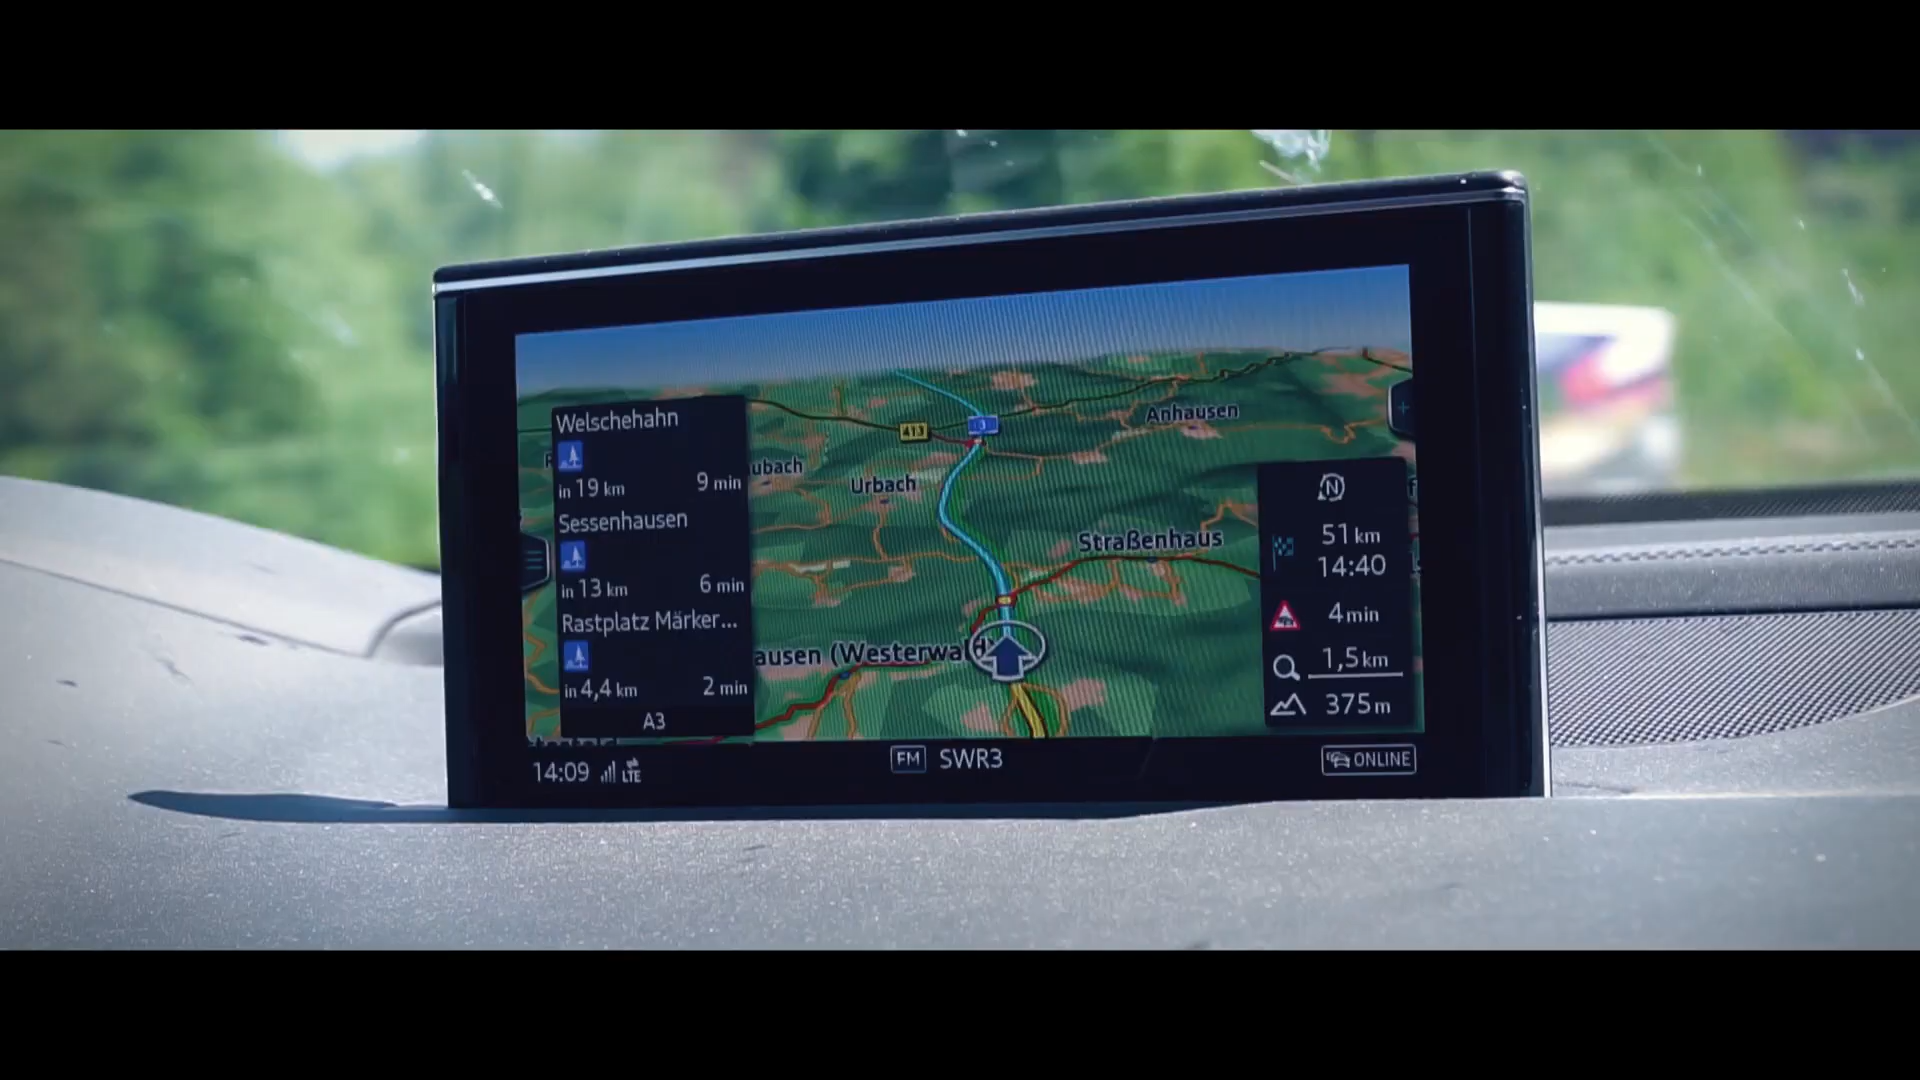 Welschehahn
in 19 km 9 min
Sessenhausen
in 13 km 6 min
Rastplatz Märker...
in 4,4 km 2 min
A3
413
3
Anhausen
ubach
Urbach
Straßenhaus
ausen (Westerwald)
N
51 km
14:40
4 min
1,5 km
375 m
14:09 LTE
FM SWR3
ONLINE